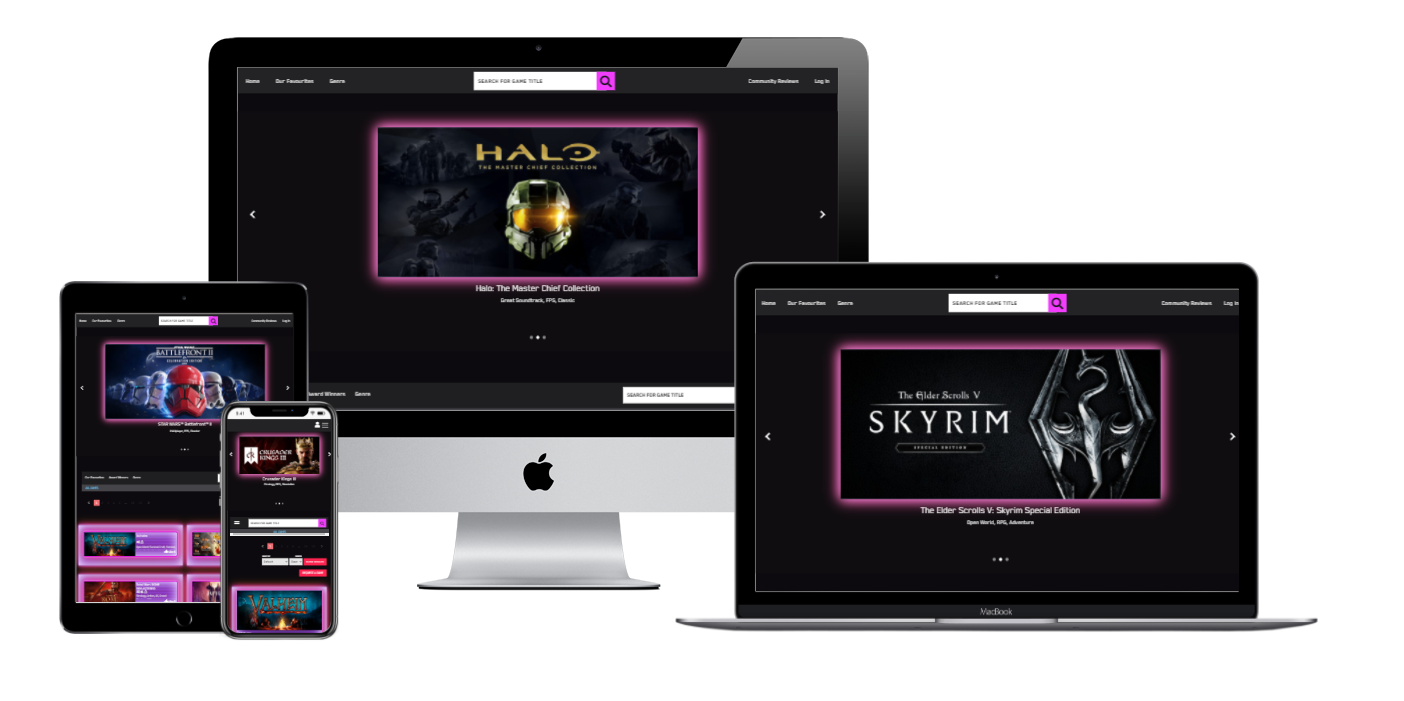 Home Our Favourites Genre SEARCH FOR GAME TITLE Community Reviews Log In
HALO
THE MASTER CHIEF COLLECTION
Halo: The Master Chief Collection
Great Soundtrack, FPS, Classic
Award Winners Genre SEARCH FOR GAME TITLE
Home Our Favourites Genre SEARCH FOR GAME TITLE Community Reviews Log In
The Elder Scrolls V
SKYRIM
SPECIAL EDITION
The Elder Scrolls V: Skyrim Special Edition
Open World, RPG, Adventure
MacBook
Home Our Favourites Genre SEARCH FOR GAME TITLE Community Reviews Log In
STAR WARS
BATTLEFRONT II
CELEBRATION EDITION
STAR WARS™ Battlefront™ II
Our Favourites Award Winners Genre
9:41
CRUSADER
KINGS III
Crusader Kings III
SEARCH FOR GAME TITLE
VALHEIM